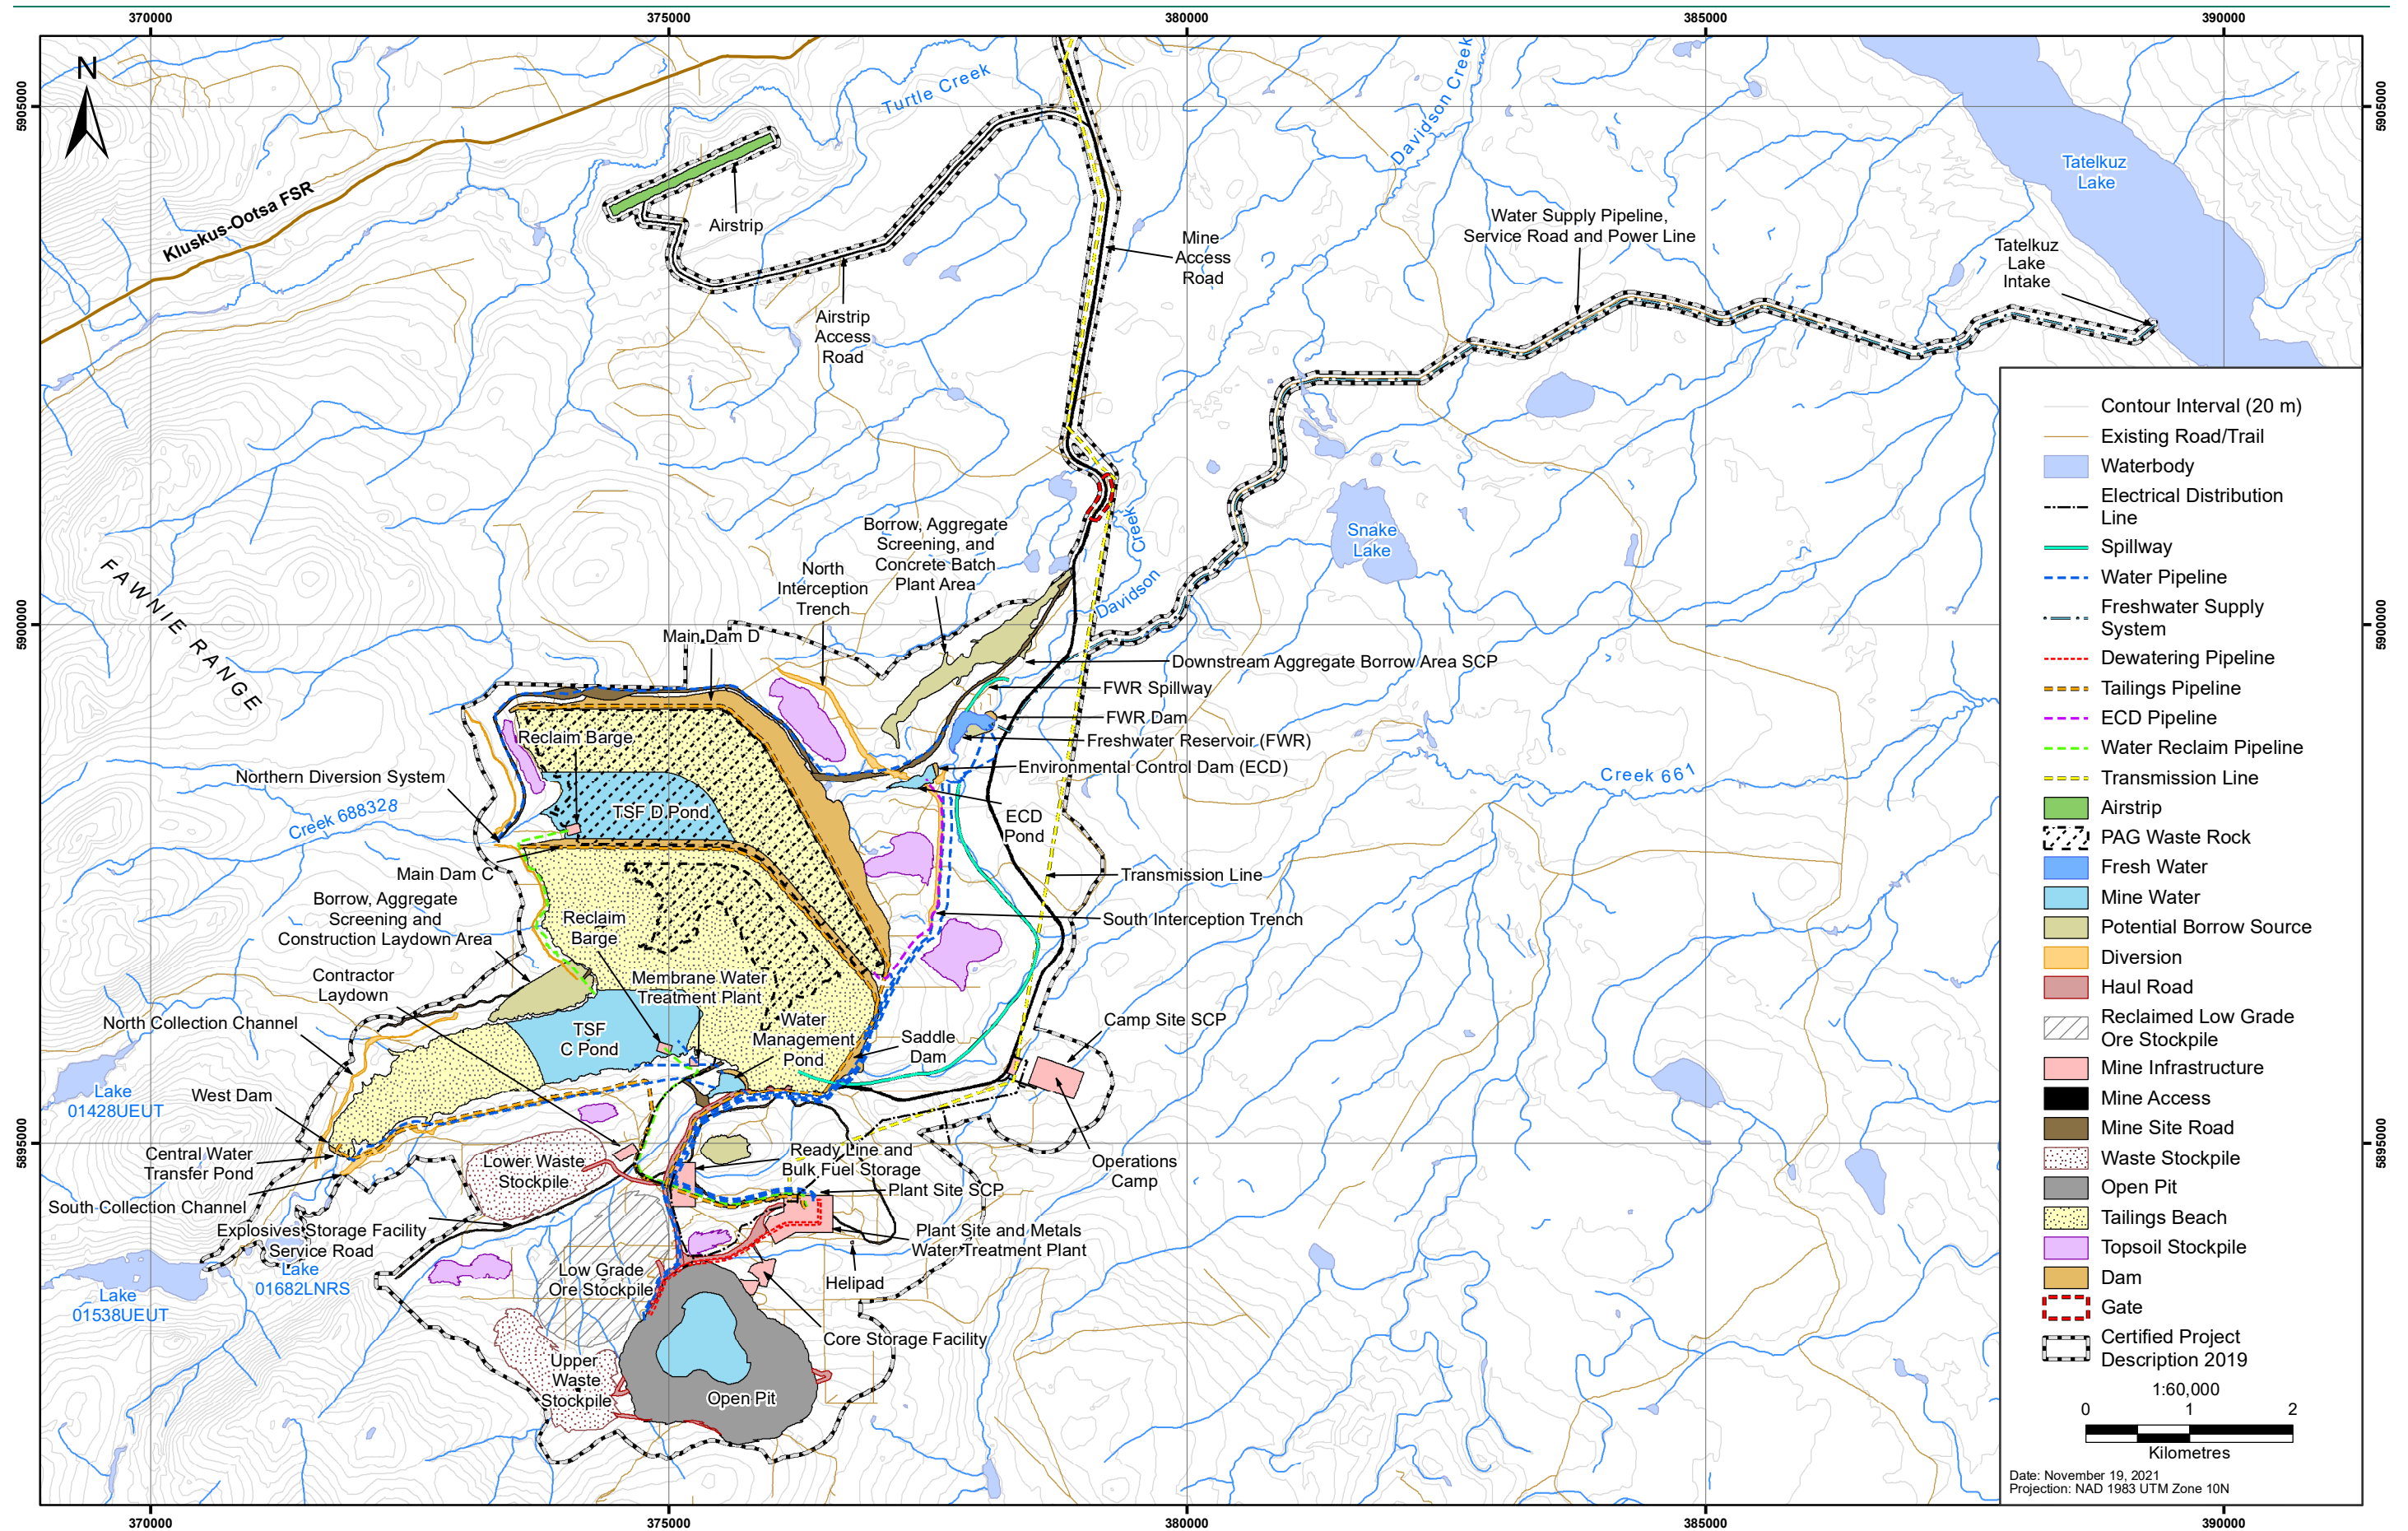 370000
375000
380000
385000
390000
5905000
5905000
5900000
5900000
5895000
5895000
N
Turtle Creek
Davidson Creek
Tatelkuz
Lake
Kluskus-Ootsa FSR
Airstrip
Mine
Access
Road
Water Supply Pipeline,
Service Road and Power Line
Tatelkuz
Lake
Intake
Airstrip
Access
Road
FAWNIE RANGE
Borrow, Aggregate
Screening, and
Concrete Batch
Plant Area
Snake
Lake
North
Interception
Trench
Davidson Creek
Main Dam D
Downstream Aggregate Borrow Area SCP
FWR Spillway
FWR Dam
Freshwater Reservoir (FWR)
Environmental Control Dam (ECD)
Reclaim Barge
Northern Diversion System
Creek 688328
TSF D Pond
ECD
Pond
Creek 661
Main Dam C
Transmission Line
Borrow, Aggregate
Screening and
Construction Laydown Area
Reclaim
Barge
South Interception Trench
Contractor
Laydown
Membrane Water
Treatment Plant
North Collection Channel
TSF
C Pond
Water
Management
Pond
Saddle
Dam
Camp Site SCP
Lake
01428UEUT
West Dam
Central Water
Transfer Pond
Lower Waste
Stockpile
Ready Line and
Bulk Fuel Storage
Operations
Camp
South Collection Channel
Plant Site SCP
Explosives Storage Facility
Service Road
Plant Site and Metals
Water Treatment Plant
Lake
01682LNRS
Lake
01538UEUT
Low Grade
Ore Stockpile
Helipad
Core Storage Facility
Upper
Waste
Stockpile
Open Pit
Contour Interval (20 m)
Existing Road/Trail
Waterbody
Electrical Distribution
Line
Spillway
Water Pipeline
Freshwater Supply
System
Dewatering Pipeline
Tailings Pipeline
ECD Pipeline
Water Reclaim Pipeline
Transmission Line
Airstrip
PAG Waste Rock
Fresh Water
Mine Water
Potential Borrow Source
Diversion
Haul Road
Reclaimed Low Grade
Ore Stockpile
Mine Infrastructure
Mine Access
Mine Site Road
Waste Stockpile
Open Pit
Tailings Beach
Topsoil Stockpile
Dam
Gate
Certified Project
Description 2019
1:60,000
0 1 2
Kilometres
Date: November 19, 2021
Projection: NAD 1983 UTM Zone 10N
370000
375000
380000
385000
390000